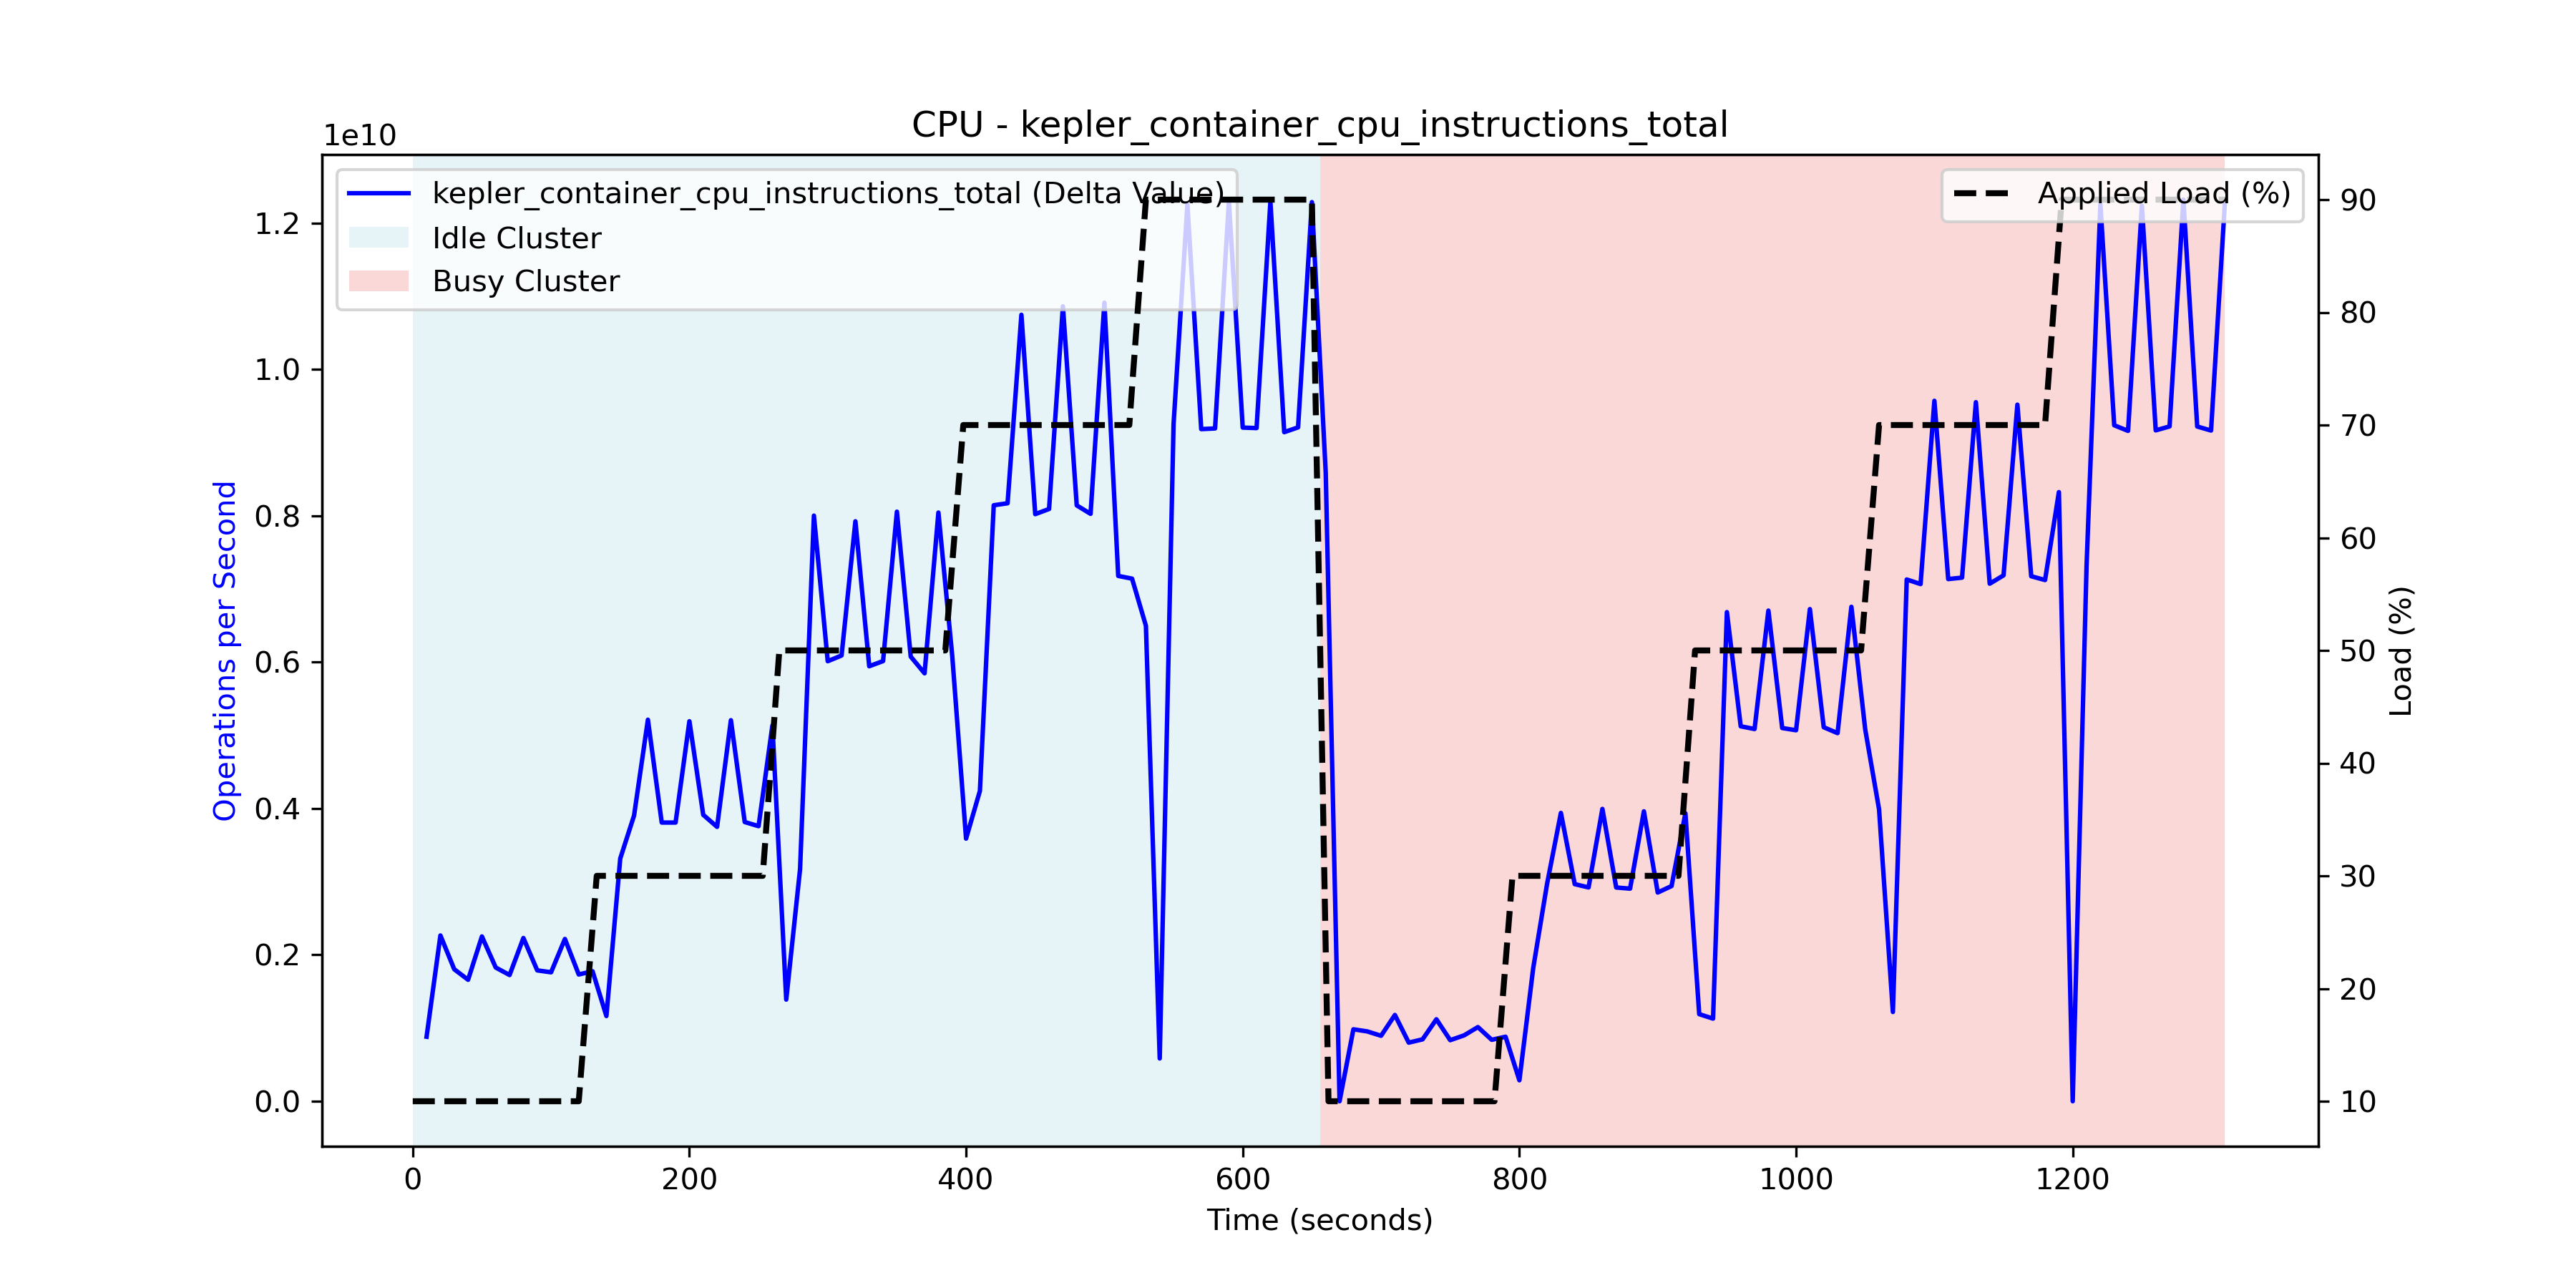 CPU - kepler_container_cpu_instructions_total
1e10
kepler_container_cpu_instructions_total (Delta Value)
Idle Cluster
Busy Cluster
Applied Load (%)
1.2
1.0
0.8
0.6
0.4
0.2
0.0
Operations per Second
90
80
70
60
50
40
30
20
10
Load (%)
0 200 400 600 800 1000 1200
Time (seconds)